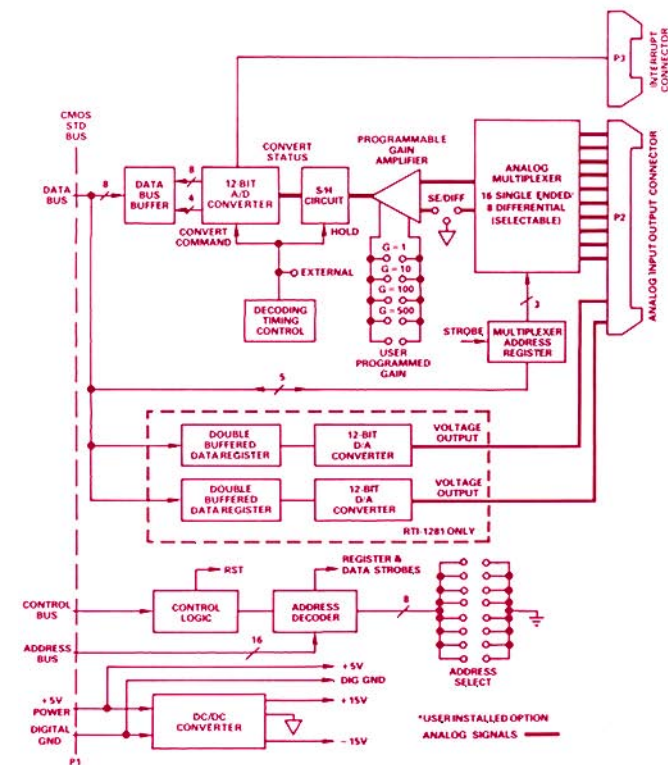 P3
INTERRUPT
CONNECTOR
CMOS
STD
BUS
DATA
BUS
8
DATA
BUS
BUFFER
8
4
12 BIT
A/D
CONVERTER
CONVERT
STATUS
S/H
CIRCUIT
PROGRAMMABLE
GAIN
AMPLIFIER
SE/DIFF
ANALOG
MULTIPLEXER
16 SINGLE ENDED/
8 DIFFERENTIAL
(SELECTABLE)
P2
ANALOG INPUT OUTPUT CONNECTOR
CONVERT
COMMAND
HOLD
EXTERNAL
DECODING
TIMING
CONTROL
G = 1
G = 10
G = 100
G = 500
USER
PROGRAMMED
GAIN
3
STROBE
MULTIPLEXER
ADDRESS
REGISTER
5
DOUBLE
BUFFERED
DATA REGISTER
12-BIT
D/A
CONVERTER
VOLTAGE
OUTPUT
DOUBLE
BUFFERED
DATA REGISTER
12-BIT
D/A
CONVERTER
VOLTAGE
OUTPUT
RTI-1281 ONLY
RST
REGISTER &
DATA STROBES
CONTROL
BUS
CONTROL
LOGIC
ADDRESS
DECODER
8
ADDRESS
BUS
16
ADDRESS
SELECT
+5V
DIG GND
+5V
POWER
DIGITAL
GND
DC/DC
CONVERTER
+15V
-15V
P1
*USER INSTALLED OPTION
ANALOG SIGNALS